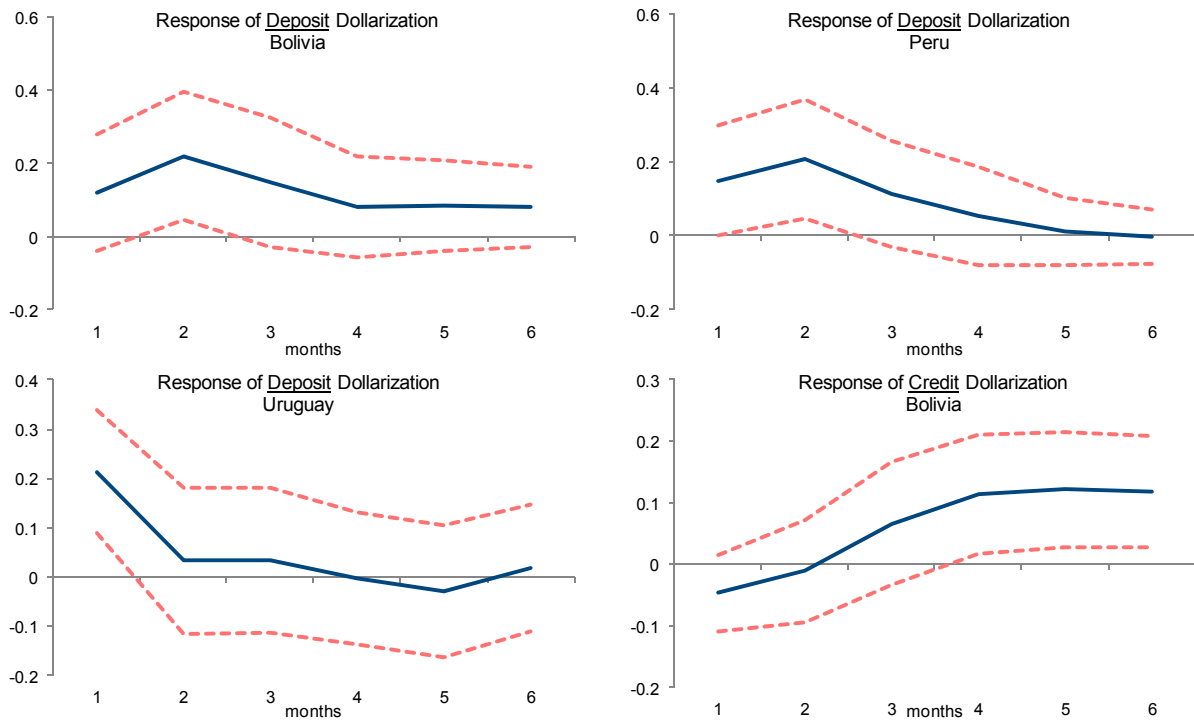 Response of Deposit Dollarization
Bolivia
0.6
0.4
0.2
0
-0.2
1 2 3 4 5 6
months
Response of Deposit Dollarization
Peru
0.6
0.4
0.2
0
-0.2
1 2 3 4 5 6
months
Response of Deposit Dollarization
Uruguay
0.4
0.3
0.2
0.1
0
-0.1
-0.2
1 2 3 4 5 6
months
Response of Credit Dollarization
Bolivia
0.3
0.2
0.1
0
-0.1
-0.2
1 2 3 months 4 5 6